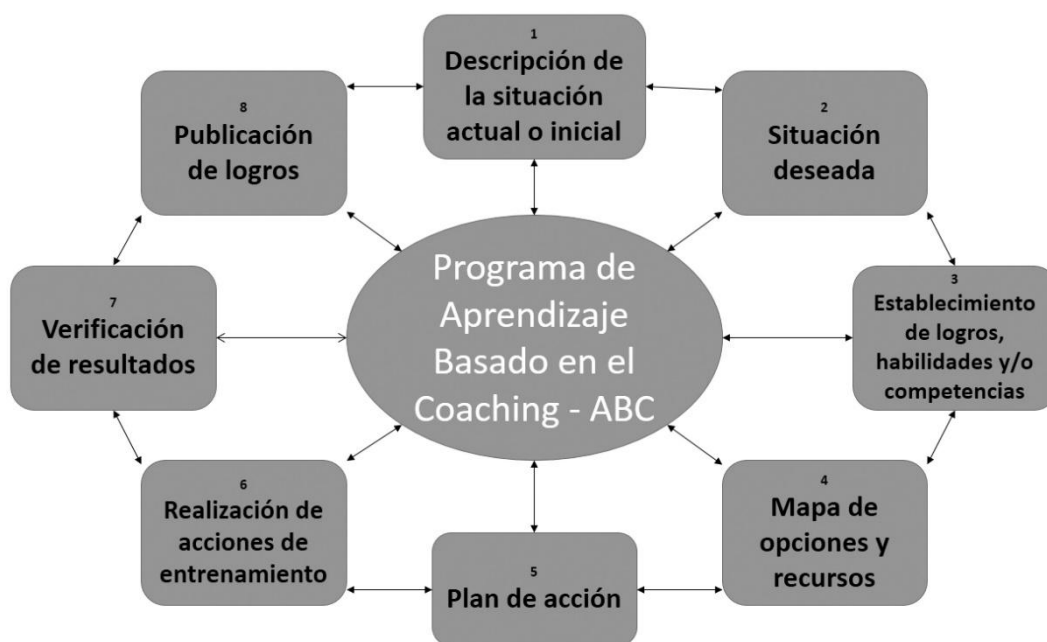 1
Descripción de
la situación
actual o inicial
2
Situación
deseada
3
Establecimiento
de logros,
habilidades y/o
competencias
4
Mapa de
opciones y
recursos
5
Plan de acción
6
Realización de
acciones de
entrenamiento
7
Verificación
de resultados
8
Publicación
de logros
Programa de
Aprendizaje
Basado en el
Coaching - ABC